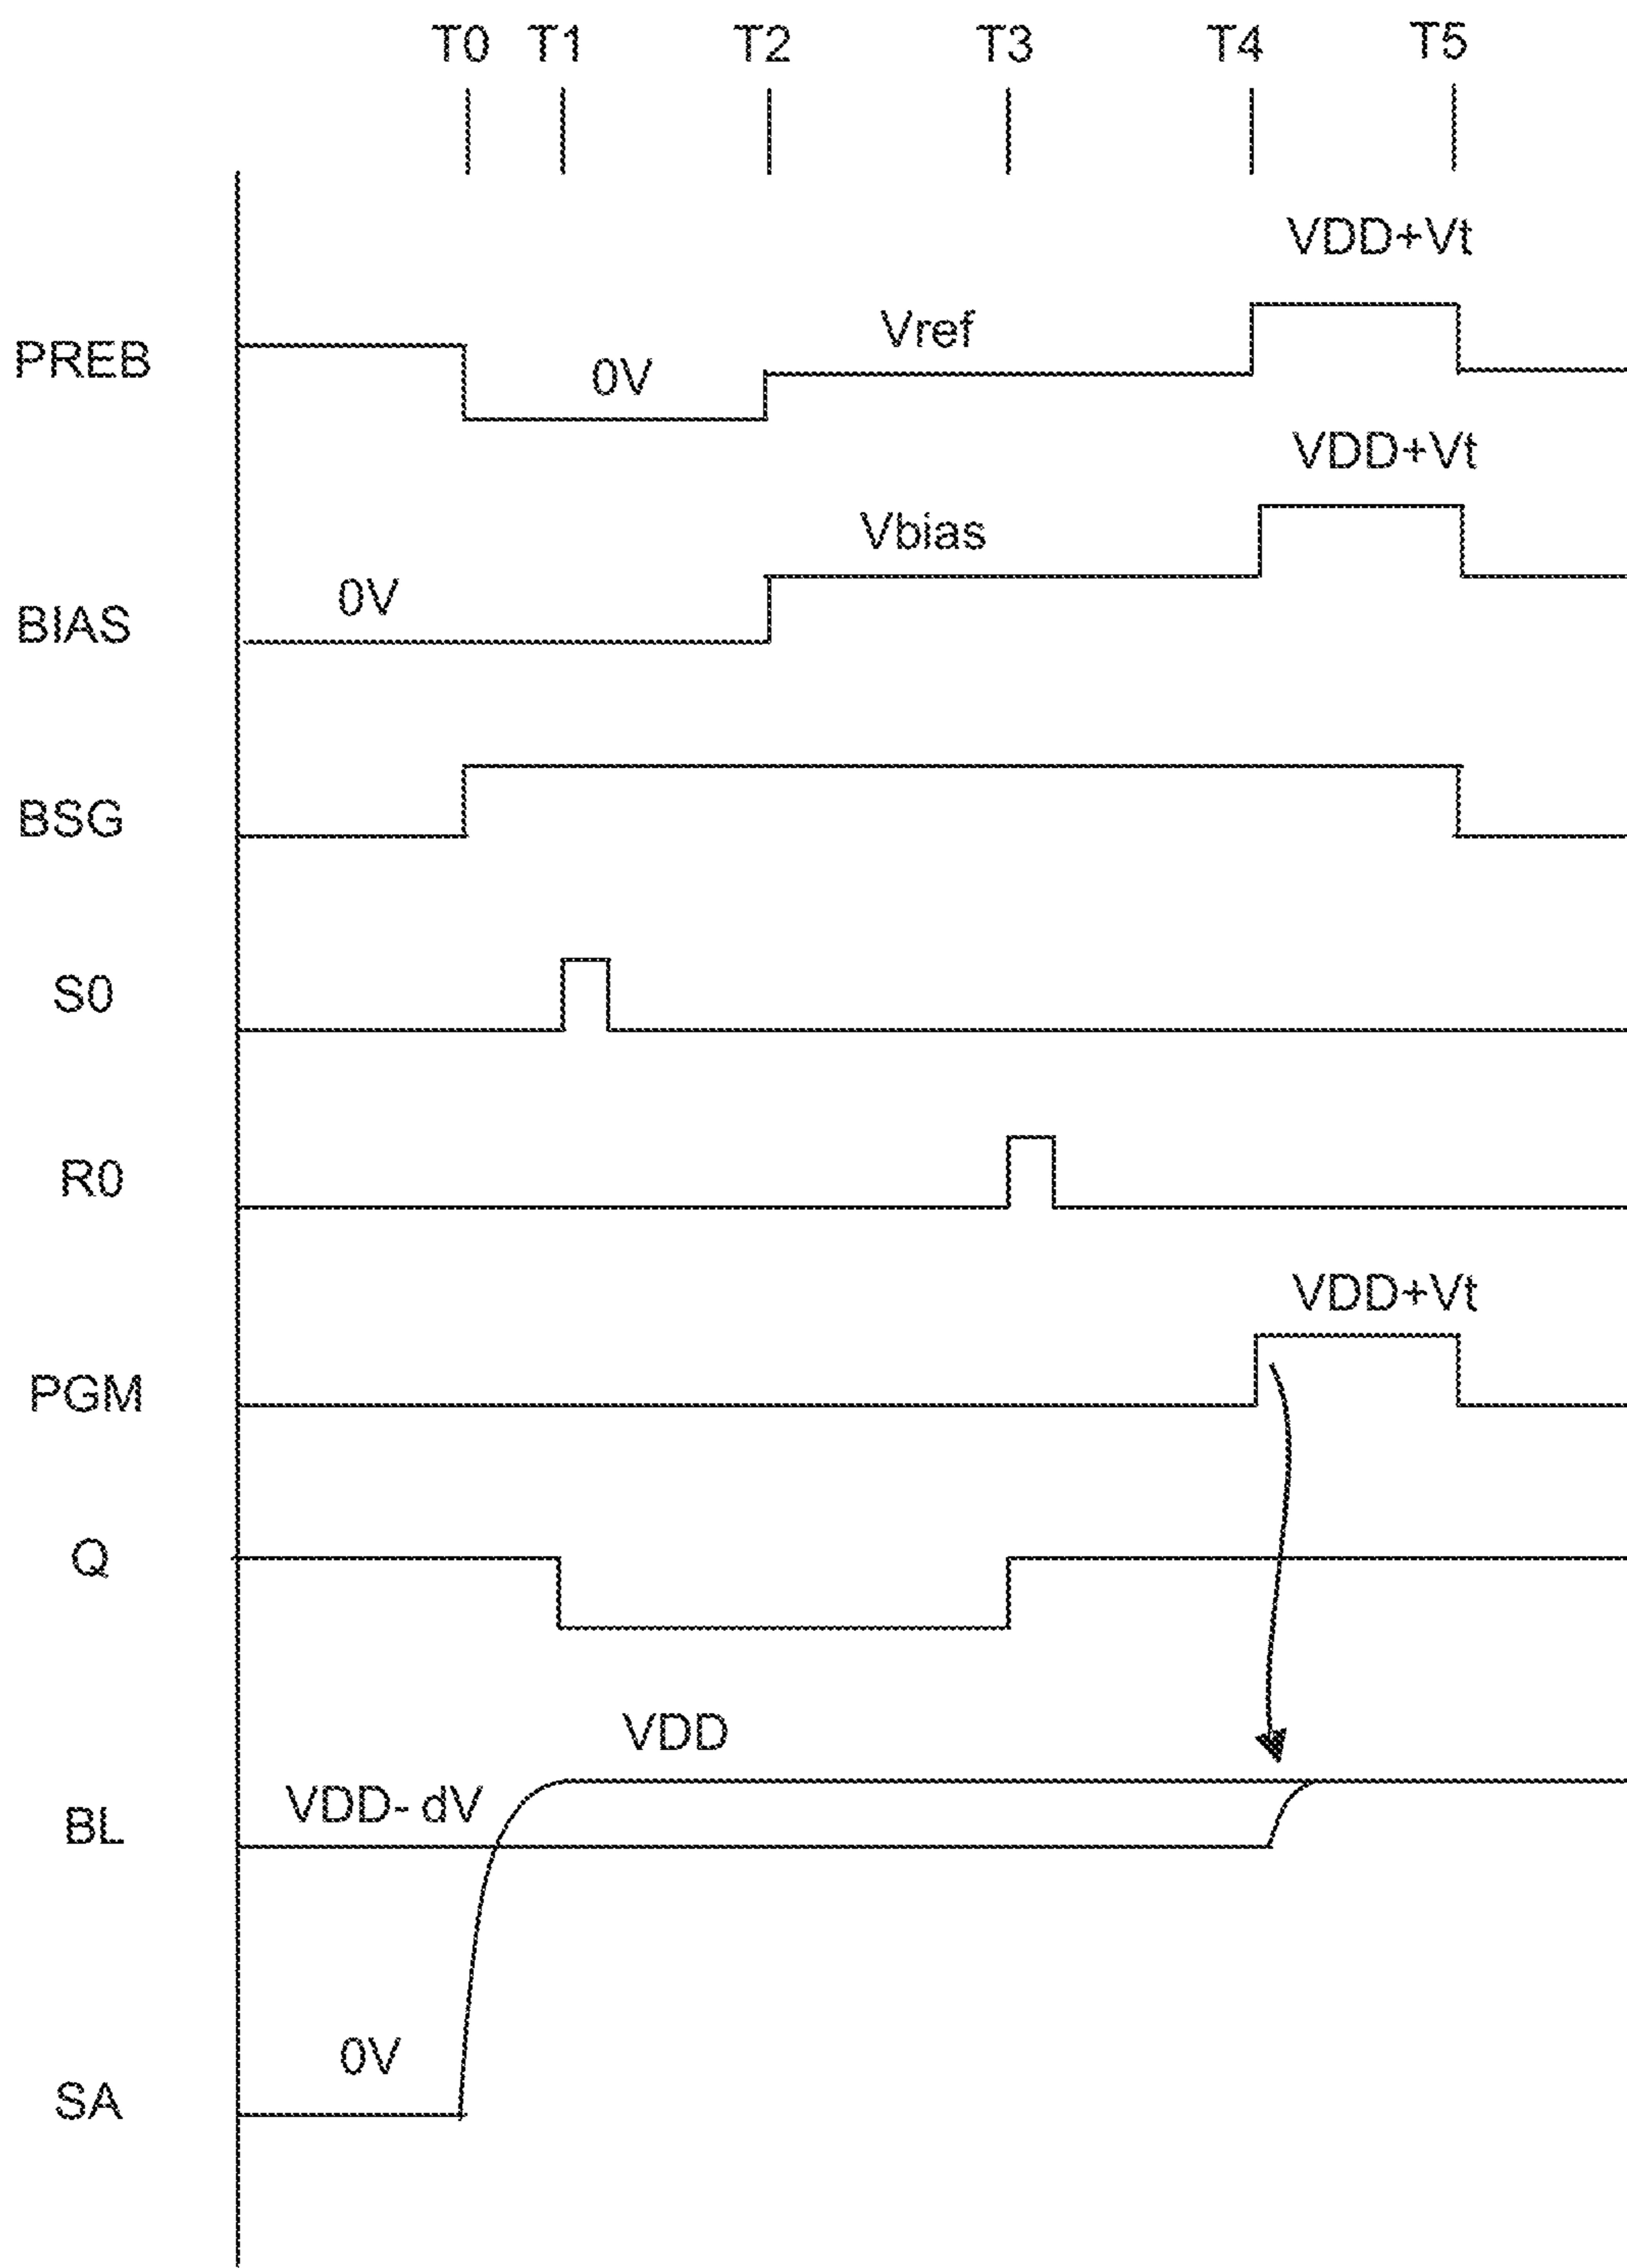 T0 T1 T2 T3 T4 T5
VDD+Vt
PREB 0V Vref
VDD+Vt
Vbias
BIAS 0V
BSG
S0
R0
VDD+Vt
PGM
Q
VDD
VDD- dV
BL
0V
SA